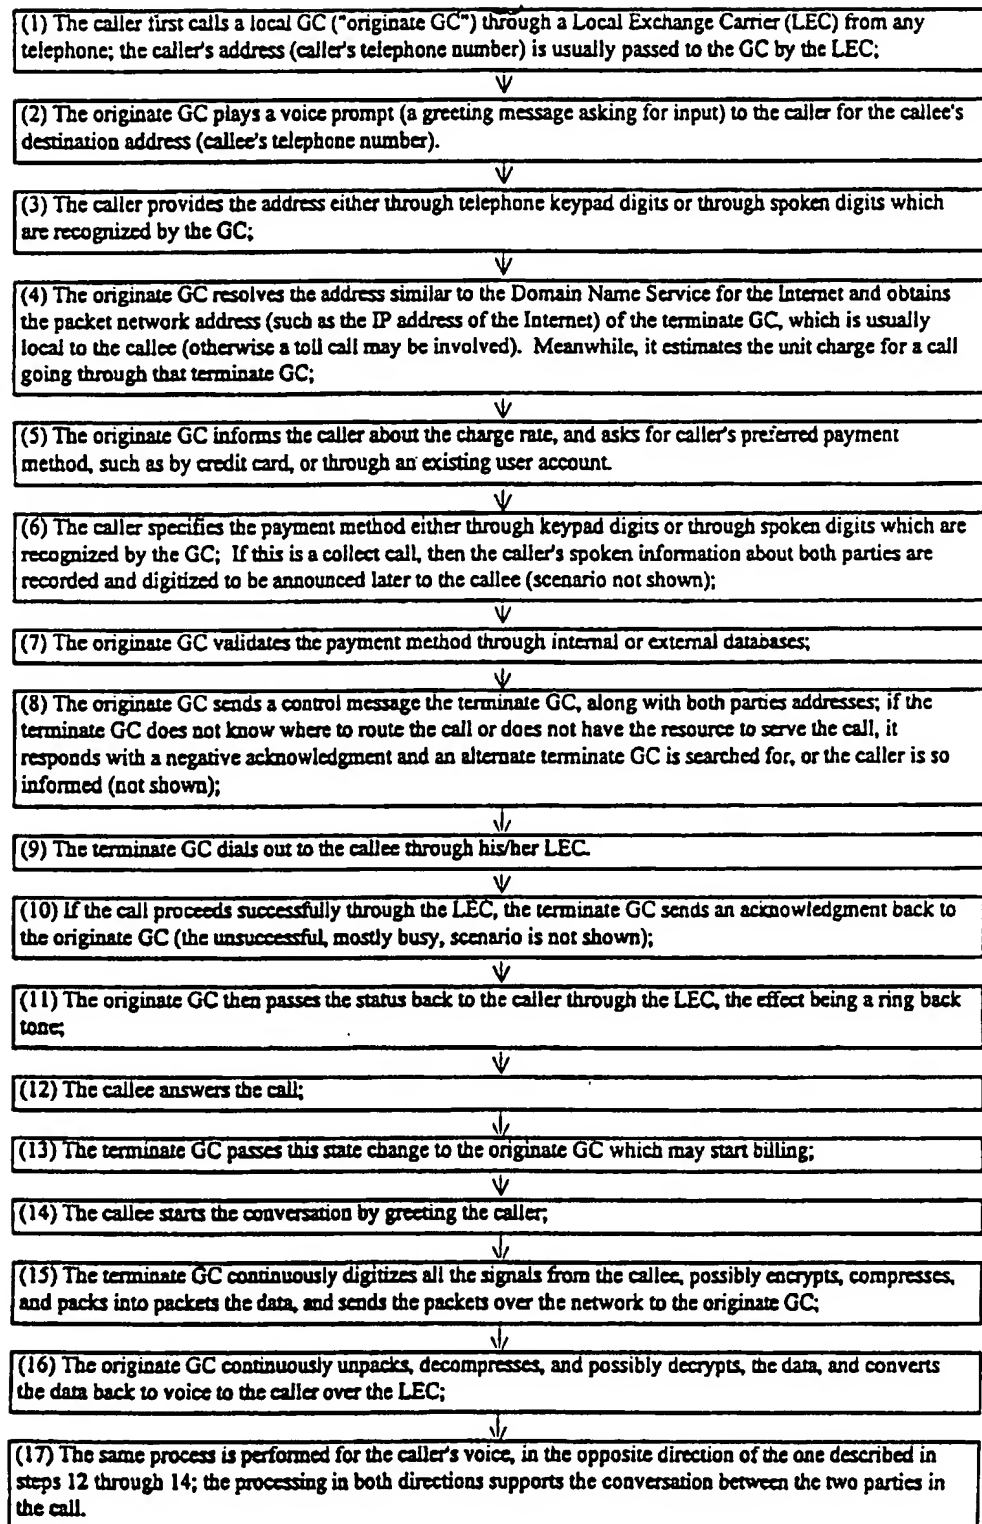 (1) The caller first calls a local GC ("originate GC") through a Local Exchange Carrier (LEC) from any
telephone; the caller's address (caller's telephone number) is usually passed to the GC by the LEC;
(2) The originate GC plays a voice prompt (a greeting message asking for input) to the caller for the callee's
destination address (callee's telephone number).
(3) The caller provides the address either through telephone keypad digits or through spoken digits which
are recognized by the GC;
(4) The originate GC resolves the address similar to the Domain Name Service for the Internet and obtains
the packet network address (such as the IP address of the Internet) of the terminate GC, which is usually
local to the callee (otherwise a toll call may be involved). Meanwhile, it estimates the unit charge for a call
going through that terminate GC;
(5) The originate GC informs the caller about the charge rate, and asks for caller's preferred payment
method, such as by credit card, or through an existing user account.
(6) The caller specifies the payment method either through keypad digits or through spoken digits which are
recognized by the GC; If this is a collect call, then the caller's spoken information about both parties are
recorded and digitized to be announced later to the callee (scenario not shown);
(7) The originate GC validates the payment method through internal or external databases;
(8) The originate GC sends a control message the terminate GC, along with both parties addresses; if the
terminate GC does not know where to route the call or does not have the resource to serve the call, it
responds with a negative acknowledgment and an alternate terminate GC is searched for, or the caller is so
informed (not shown);
(9) The terminate GC dials out to the callee through his/her LEC.
(10) If the call proceeds successfully through the LEC, the terminate GC sends an acknowledgment back to
the originate GC (the unsuccessful, mostly busy, scenario is not shown);
(11) The originate GC then passes the status back to the caller through the LEC, the effect being a ring back
tone;
(12) The callee answers the call;
(13) The terminate GC passes this state change to the originate GC which may start billing;
(14) The callee starts the conversation by greeting the caller;
(15) The terminate GC continuously digitizes all the signals from the callee, possibly encrypts, compresses,
and packs into packets the data, and sends the packets over the network to the originate GC;
(16) The originate GC continuously unpacks, decompresses, and possibly decrypts, the data, and converts
the data back to voice to the caller over the LEC;
(17) The same process is performed for the caller's voice, in the opposite direction of the one described in
steps 12 through 14; the processing in both directions supports the conversation between the two parties in
the call.